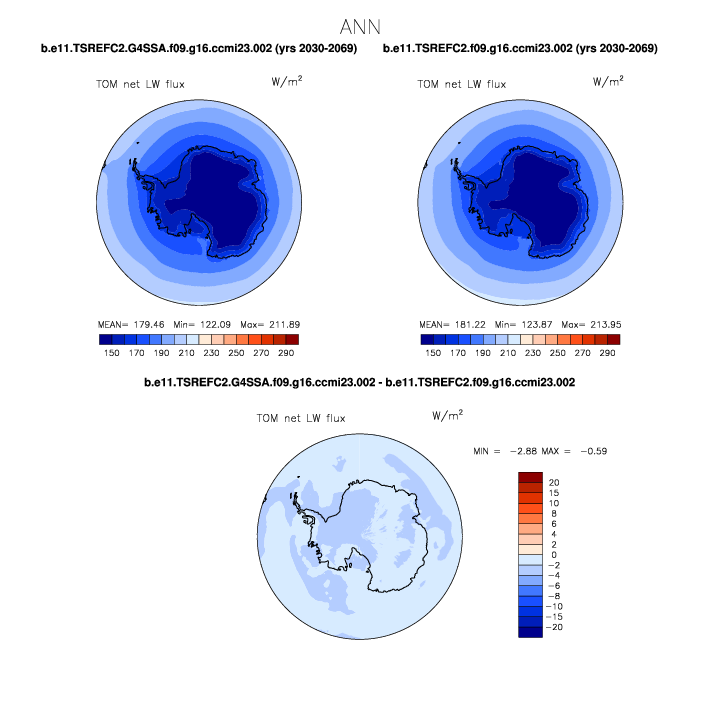 ANN
b.e11.TSREFC2.G4SSA.f09.g16.ccmi23.002 (yrs 2030-2069) b.e11.TSREFC2.f09.g16.ccmi23.002 (yrs 2030-2069)
TOM net LW flux W/m² TOM net LW flux W/m²
MEAN= 179.46 Min= 122.09 Max= 211.89 MEAN= 181.22 Min= 123.87 Max= 213.95
150 170 190 210 230 250 270 290 150 170 190 210 230 250 270 290
b.e11.TSREFC2.G4SSA.f09.g16.ccmi23.002 - b.e11.TSREFC2.f09.g16.ccmi23.002
TOM net LW flux W/m²
MIN = -2.88 MAX = -0.59
20
15
10
8
6
4
2
0
-2
-4
-6
-8
-10
-15
-20